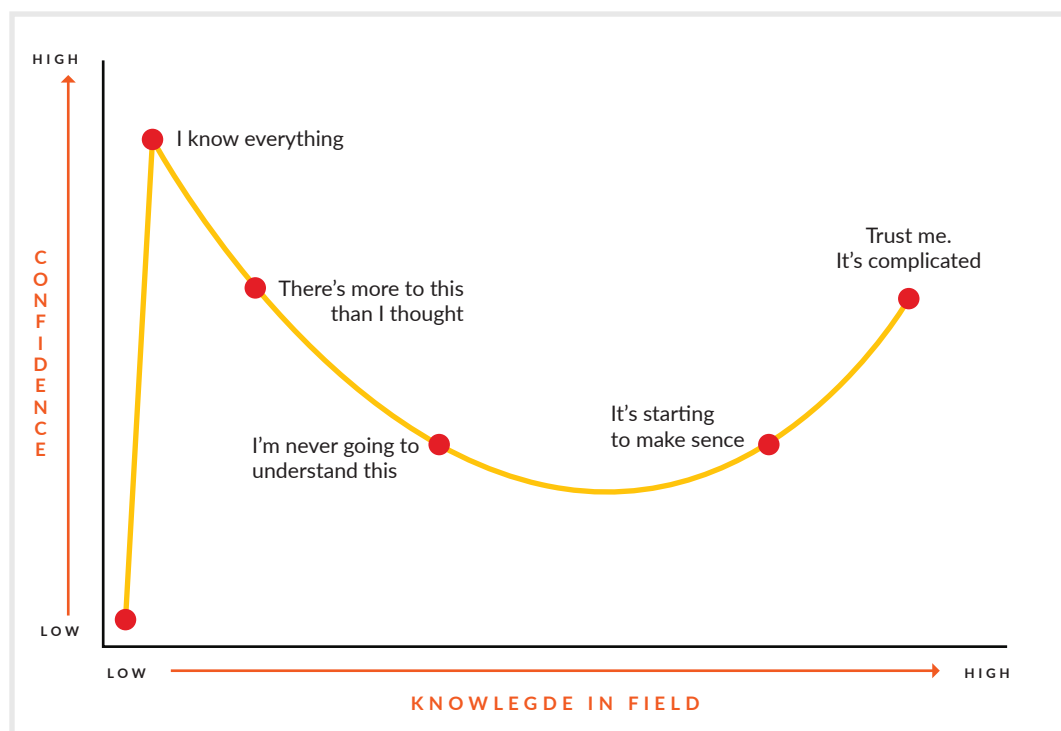 HIGH
I know everything
Trust me.
It's complicated
CONFIDENCE
There's more to this
than I thought
It's starting
to make sence
I'm never going to
understand this
LOW
LOW
HIGH
KNOWLEGDE IN FIELD